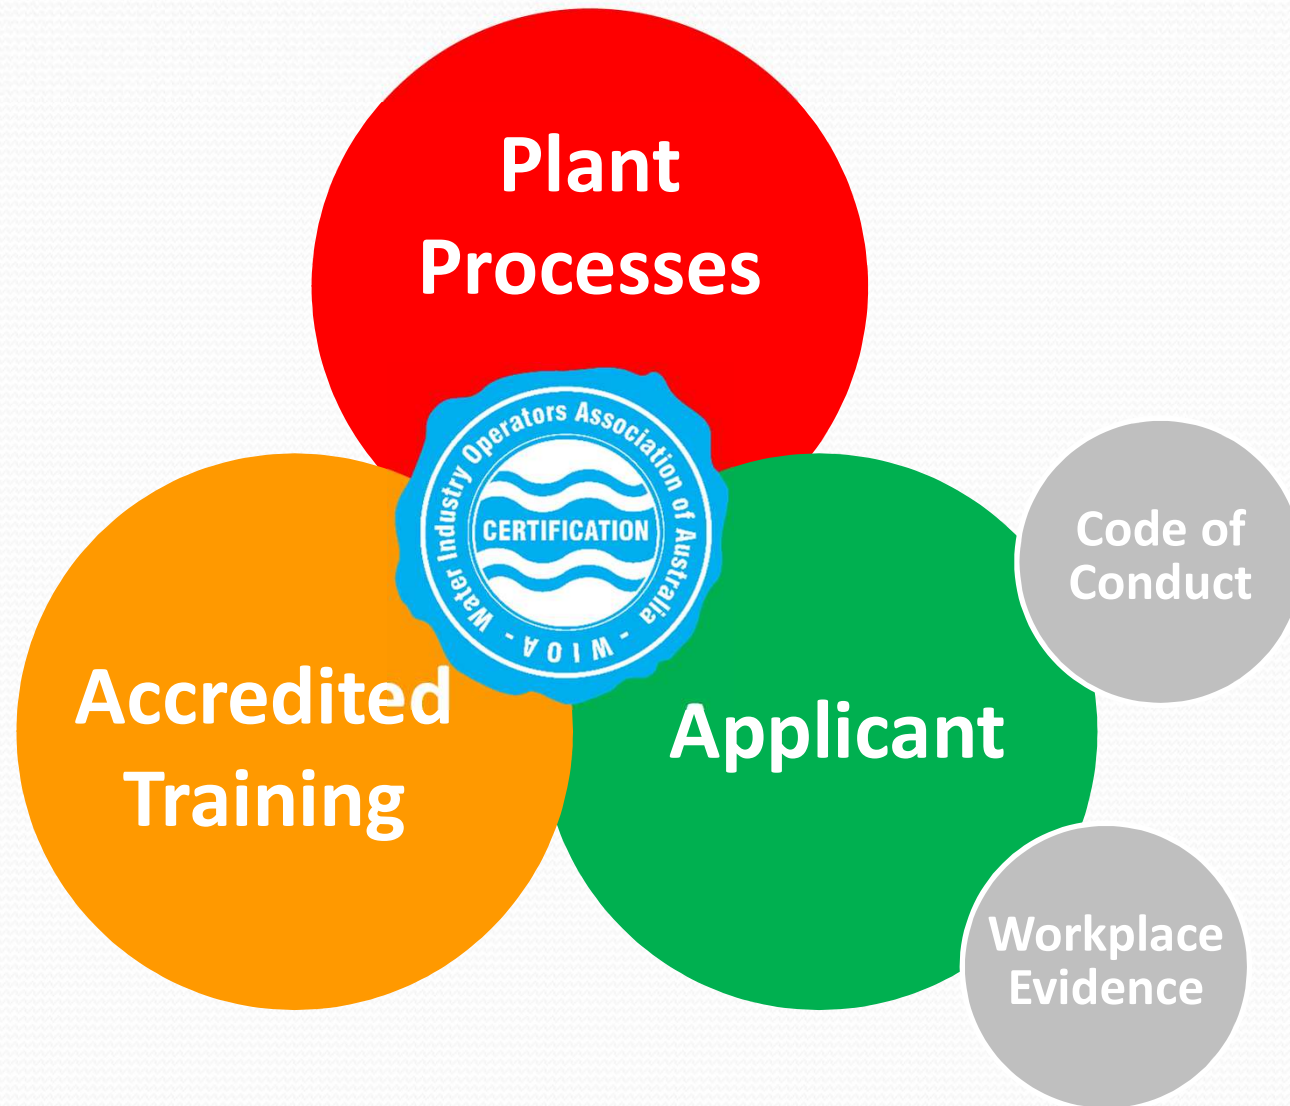 Plant
Processes
Water Industry Operators Association of Australia - WIOA -
CERTIFICATION
Code of
Conduct
Accredited
Training
Applicant
Workplace
Evidence